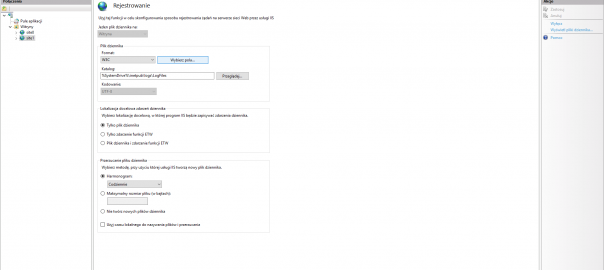 Połączenia
Pule aplikacji
Witryny
site1
Rejestrowanie
Użyj tej funkcji w celu skonfigurowania sposobu rejestrowania żądań na serwerze sieci Web przez usługi IIS
Jeden plik dziennika na:
Witryna
Plik dziennika
Format:
W3C
Wybierz pola...
Katalog:
%SystemDrive%\inetpub\logs\LogFiles
Przeglądaj...
Kodowanie:
UTF-8
Lokalizacja docelowa zdarzeń dziennika
Wybierz lokalizację docelową, w której program IIS będzie zapisywać zdarzenia dziennika.
Tylko plik dziennika
Tylko zdarzenie funkcji ETW
Plik dziennika i zdarzenie funkcji ETW
Przerzucanie pliku dziennika
Wybierz metodę, przy użyciu której usługi IIS tworzą nowy plik dziennika.
Harmonogram:
Codziennie
Maksymalny rozmiar pliku (w bajtach):
Nie twórz nowych plików dziennika
Użyj czasu lokalnego do nazywania plików i przerzucania
Akcje
Zastosuj
Anuluj
Wyłącz
Wyświetl pliki dziennika...
Pomoc